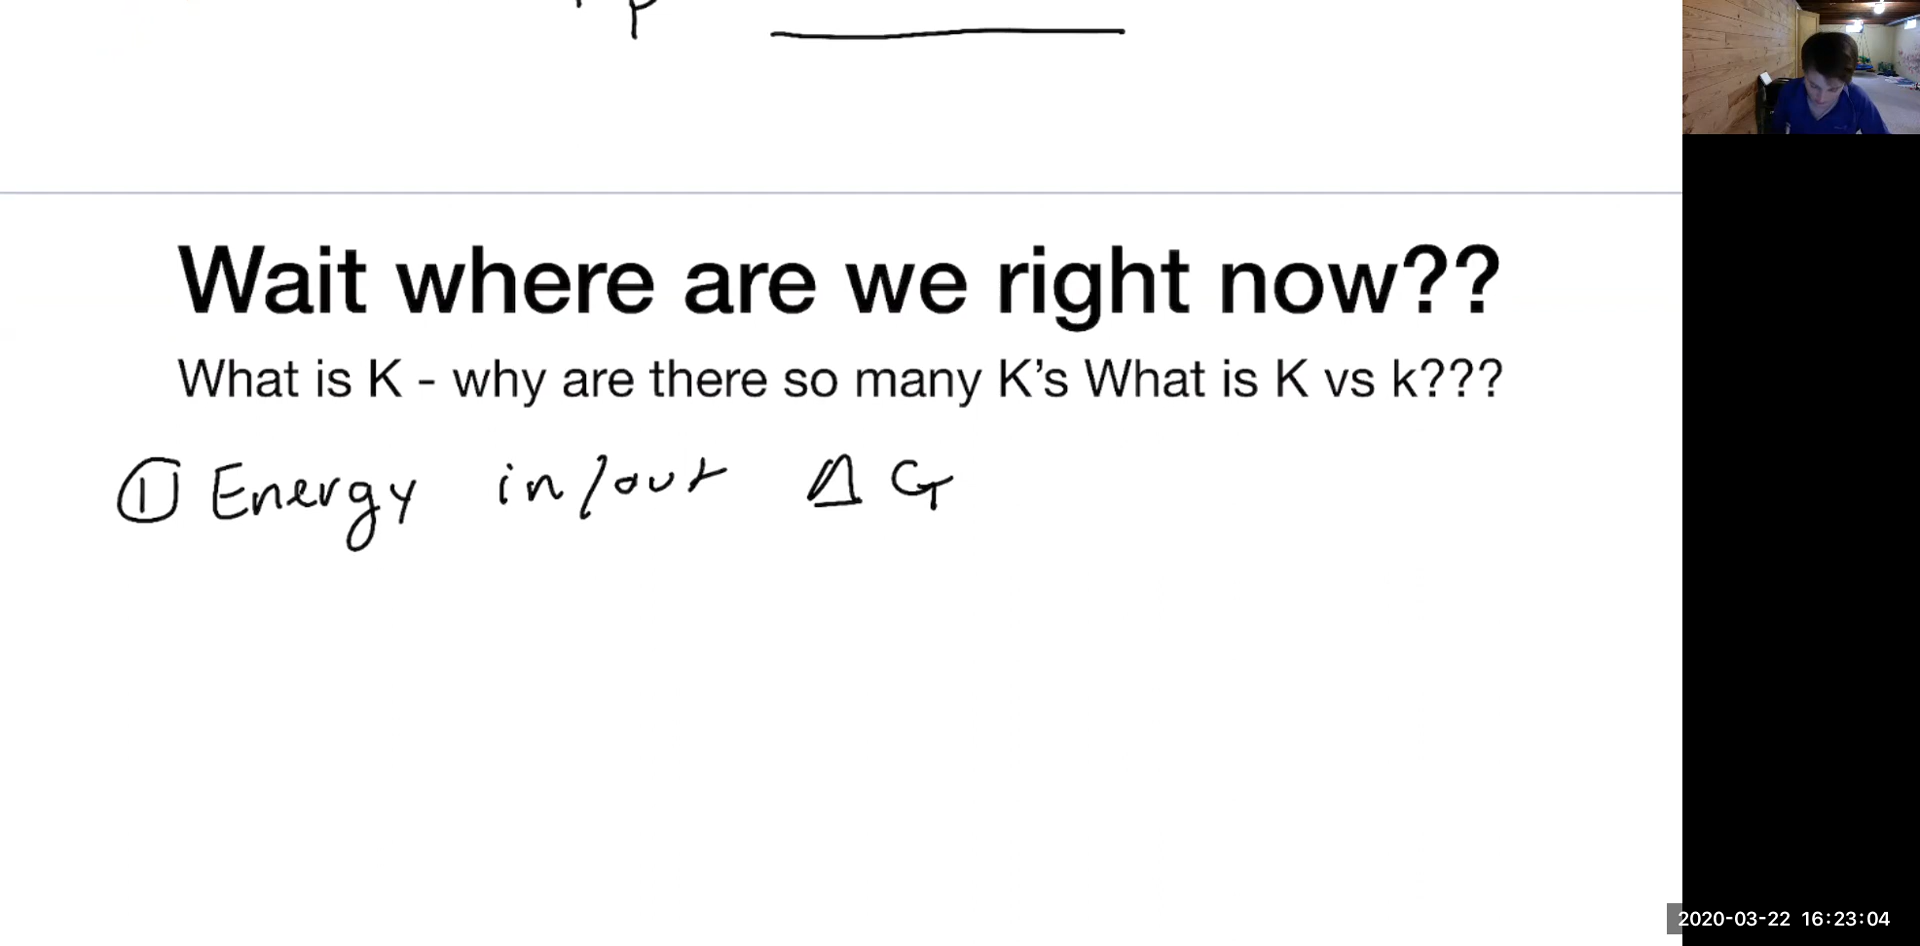 Wait where are we right now??
What is K - why are there so many K’s What is K vs k???
① Energy in/out Δ G
2020-03-22 16:23:04